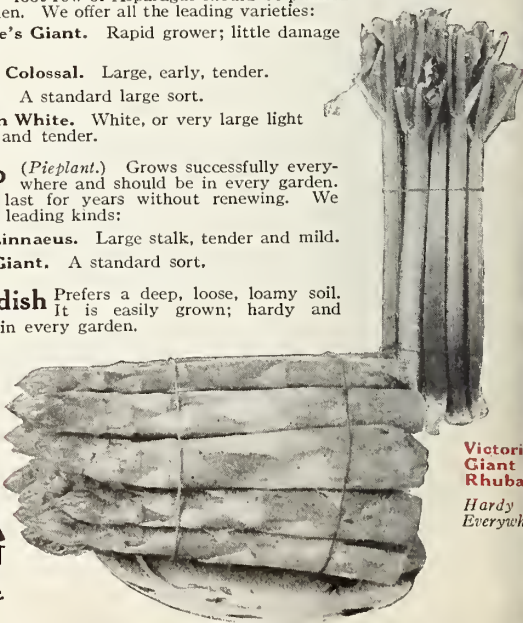 en. We offer all the leading varieties:
e's Giant. Rapid grower; little damage
Colossal. Large, early, tender.
A standard large sort.
n White. White, or very large light
and tender.
(Pieplant.) Grows successfully every-
where and should be in every garden.
last for years without renewing. We
leading kinds:
innaeus. Large stalk, tender and mild.
Giant. A standard sort.
dish Prefers a deep, loose, loamy soil.
It is easily grown; hardy and
in every garden.
Victori
Giant
Rhuba
Hardy
Everywh